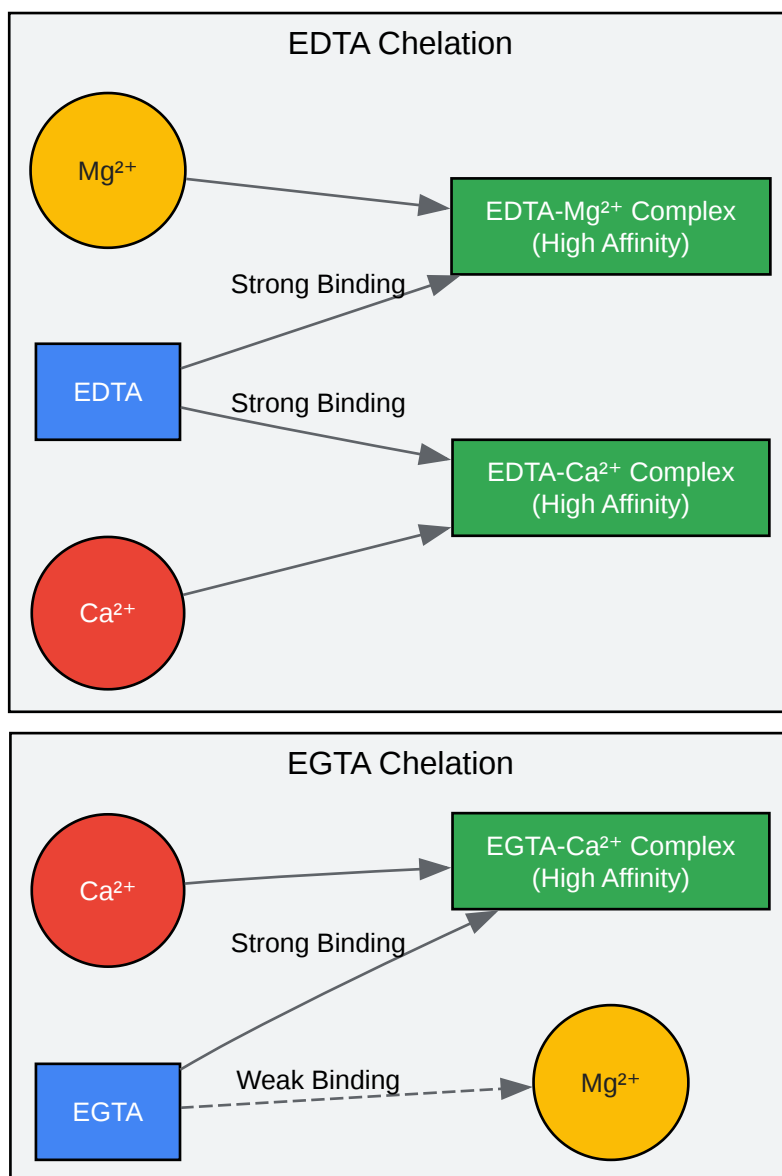 EDTA Chelation
Mg²⁺
EDTA-Mg²⁺ Complex
(High Affinity)
Strong Binding
EDTA
Strong Binding
EDTA-Ca²⁺ Complex
(High Affinity)
Ca²⁺
EGTA Chelation
Ca²⁺
EGTA-Ca²⁺ Complex
(High Affinity)
Strong Binding
EGTA
Weak Binding
Mg²⁺